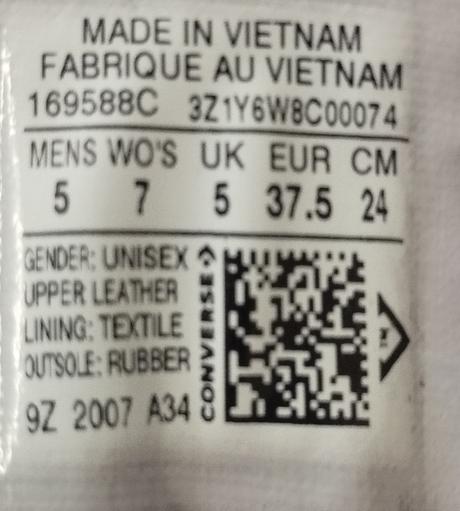 MADE IN VIETNAM
FABRIQUE AU VIETNAM
169588C 3Z1Y6W8C00074
MENS WO'S UK EUR CM
5 7 5 37.5 24
GENDER: UNISEX
UPPER LEATHER
LINING: TEXTILE
OUTSOLE: RUBBER
9Z 2007 A34
CONVERSE